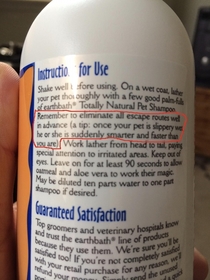 Instructions for Use
Shake well before using. On a wet coat, lather
your pet thoroughly with a few good palm-fulls
of earthbath® Totally Natural Pet Shampoo.
Remember to eliminate all escape routes well
in advance (a tip: once your pet is slippery wet
he or she is suddenly smarter and faster than
you are). Work lather from head to tail, paying
special attention to irritated areas. Keep out of
eyes. Leave on for at least 90 seconds to allow
oatmeal and aloe vera to work their magic.
May be diluted ten parts water to one part
shampoo if desired.
Guaranteed Satisfaction
Top groomers and veterinary hospitals know
and trust the earthbath® line of products
because they use them. We're sure you'll be
satisfied too! If you're not completely satisfied
with your retail purchase for any reason, we'll
refund your money. Simply send the unused